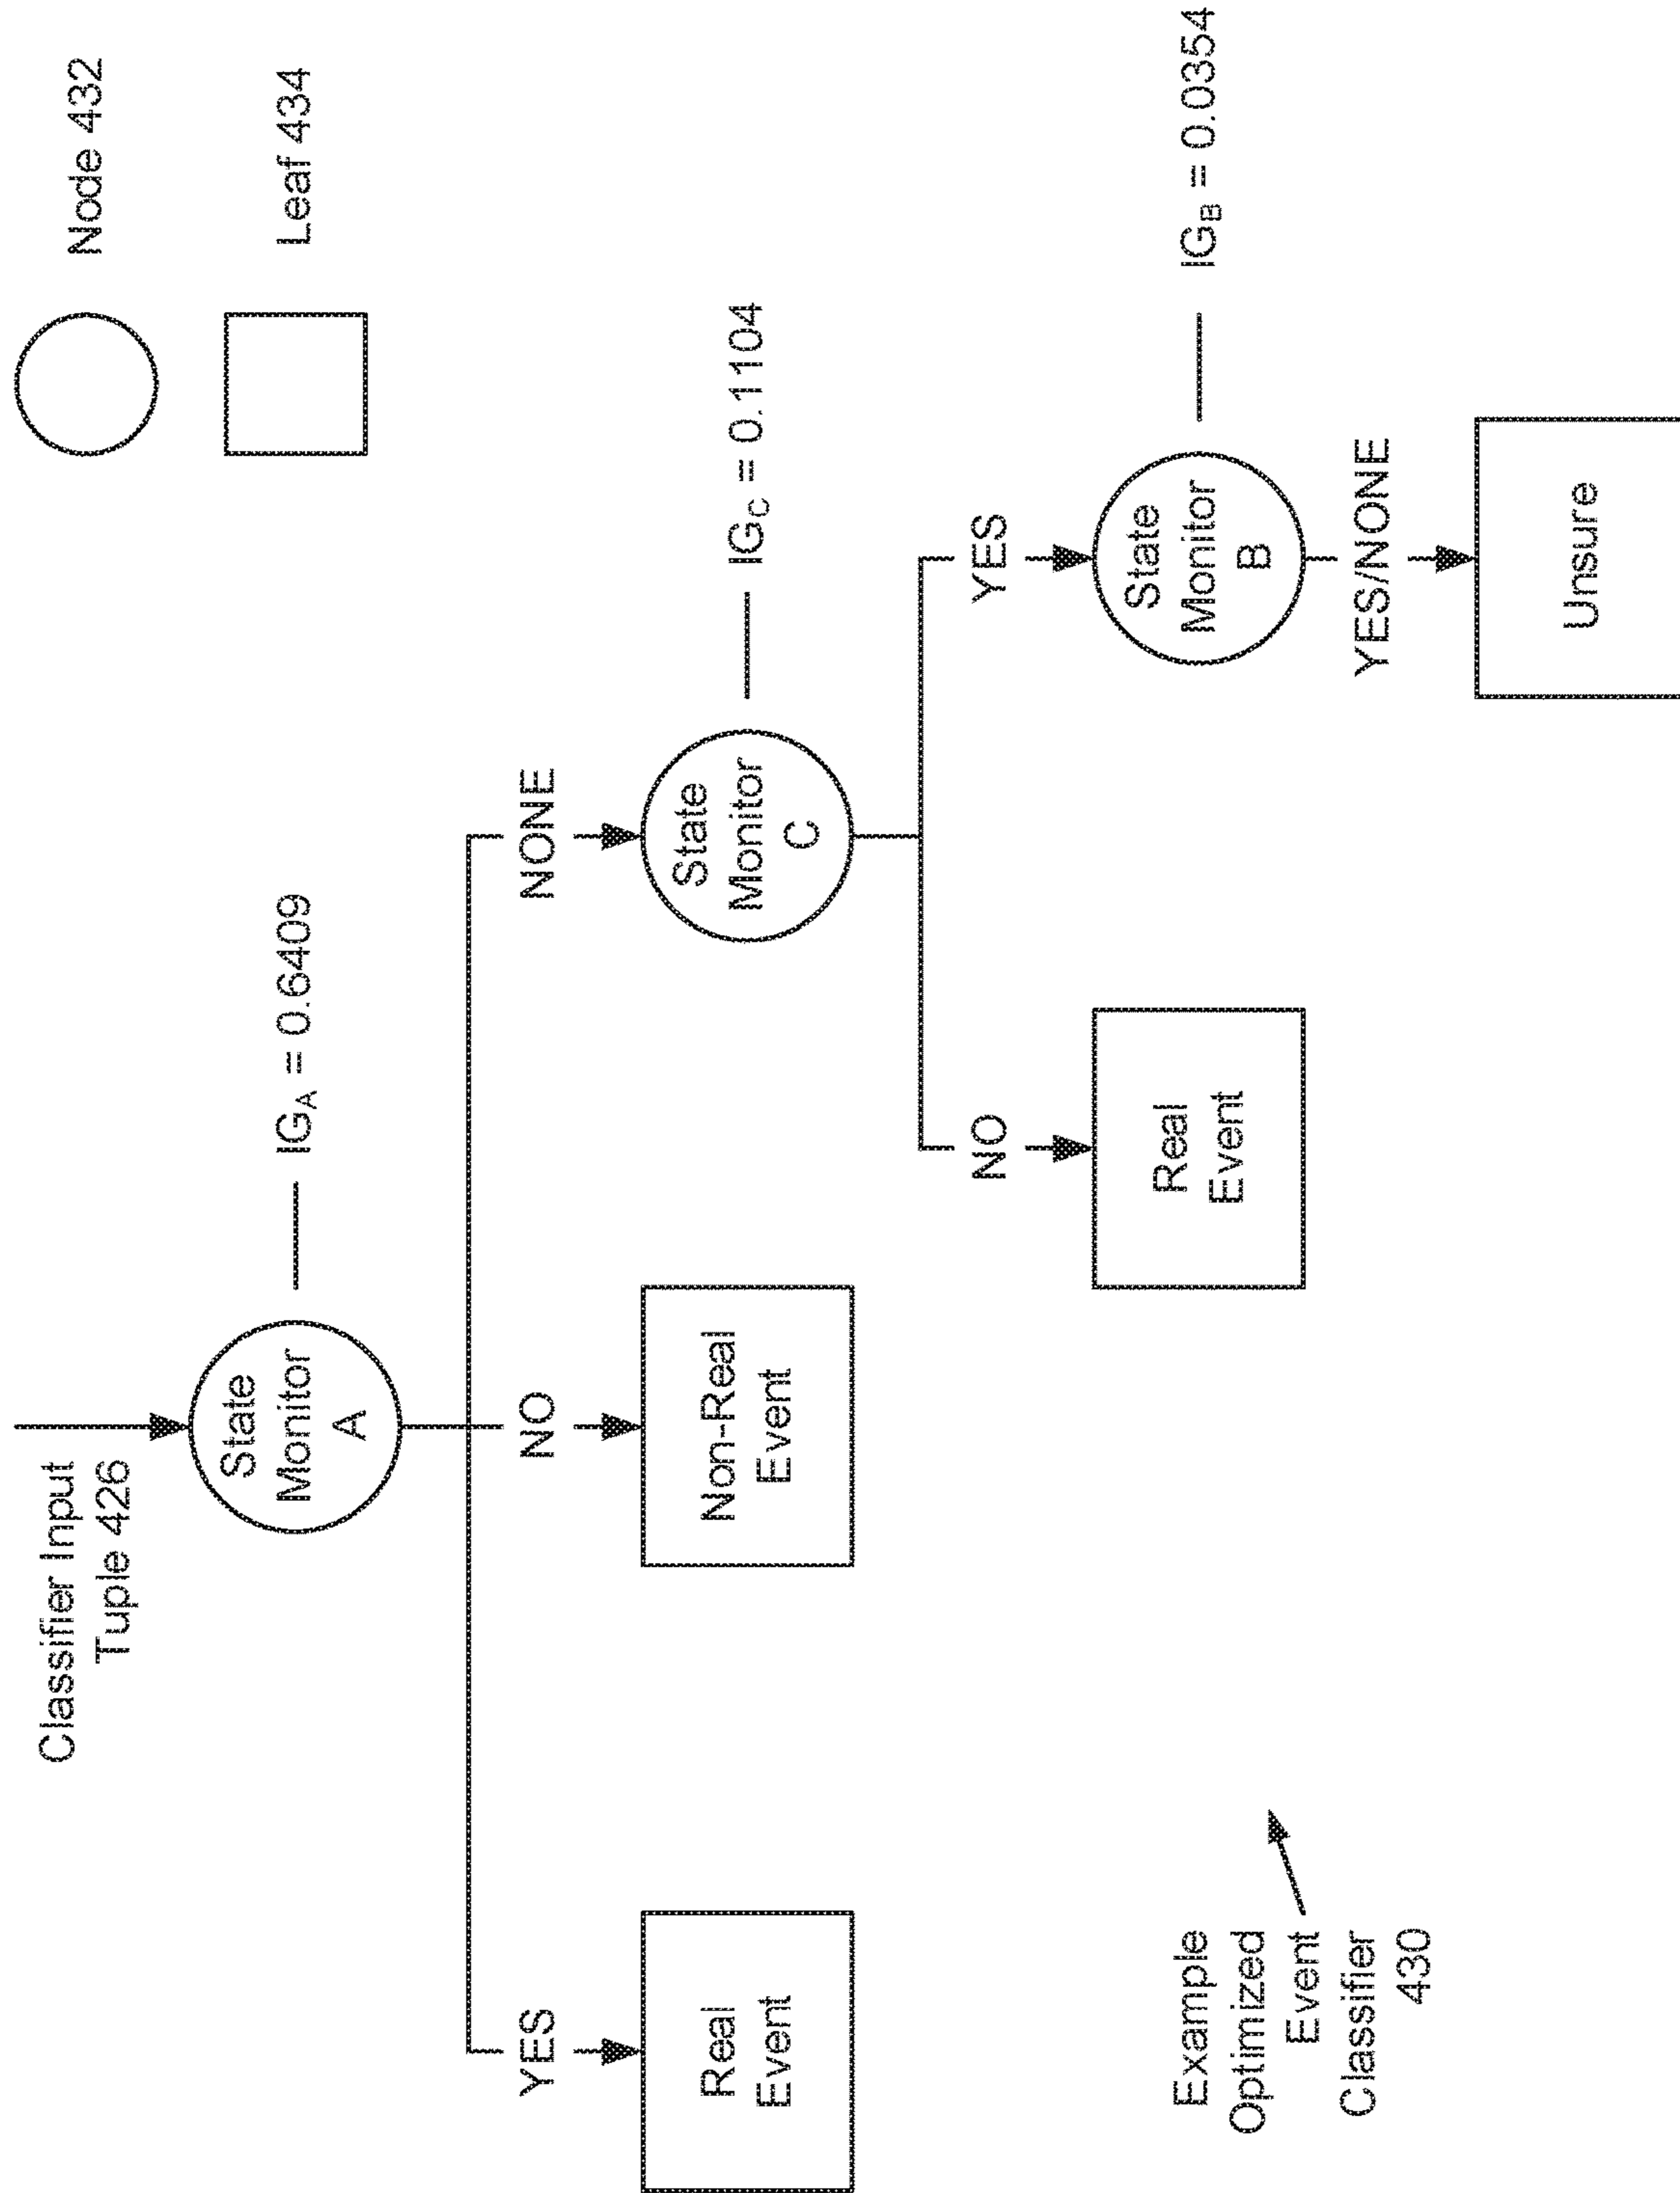 Classifier Input
Tuple 426
Node 432
Leaf 434
State
Monitor
A
IG_A = 0.6409
YES
NO
NONE
Real
Event
Non-Real
Event
State
Monitor
C
IG_C = 0.1104
NO
YES
Real
Event
State
Monitor
B
IG_B = 0.0354
YES/NONE
Unsure
Example
Optimized
Event
Classifier
430